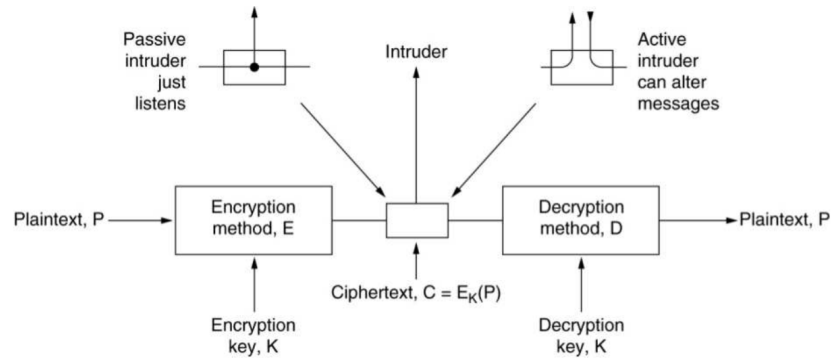 Passive
intruder
just
listens
Intruder
Active
intruder
can alter
messages
Plaintext, P
Encryption
method, E
Decryption
method, D
Plaintext, P
Ciphertext, C = E_K(P)
Encryption
key, K
Decryption
key, K